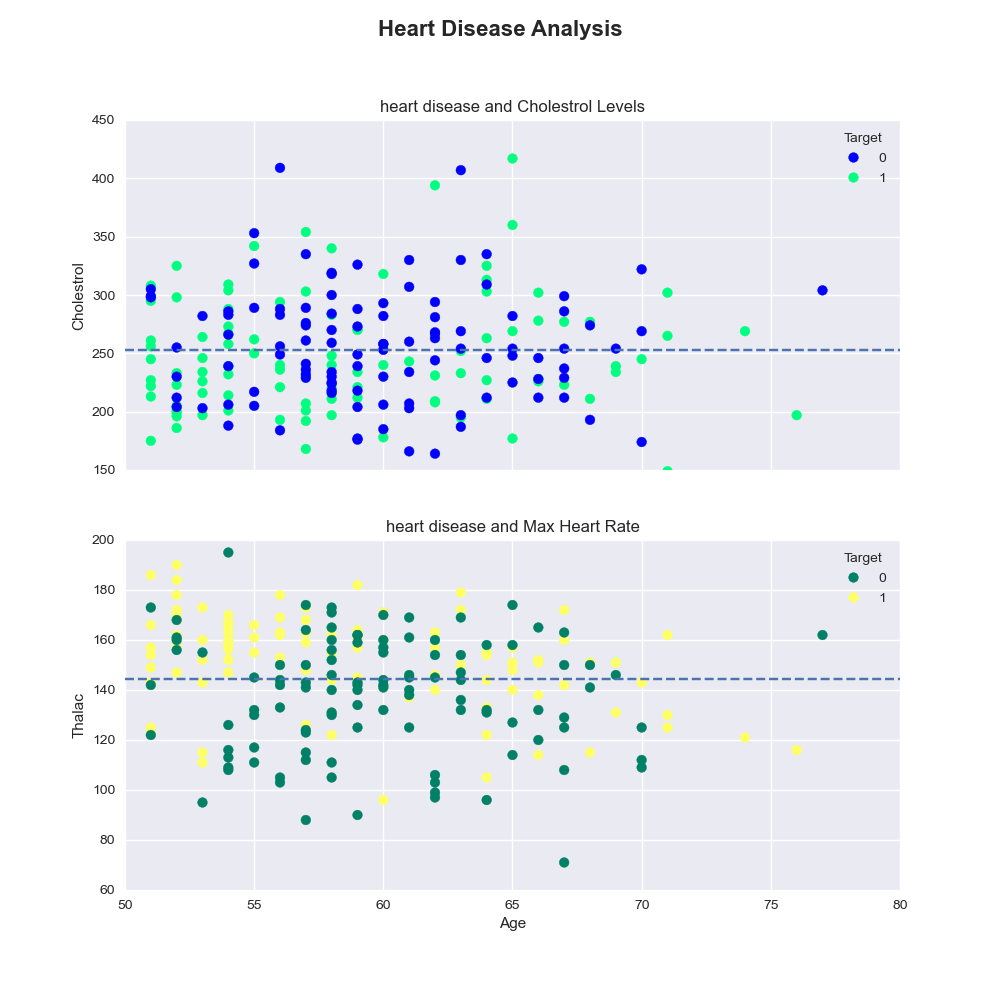 Heart Disease Analysis
heart disease and Cholestrol Levels
450
400
350
300
250
200
150
Cholestrol
Target
0
1
heart disease and Max Heart Rate
200
180
160
140
120
100
80
60
Thalac
Target
0
1
50 55 60 65 70 75 80
Age